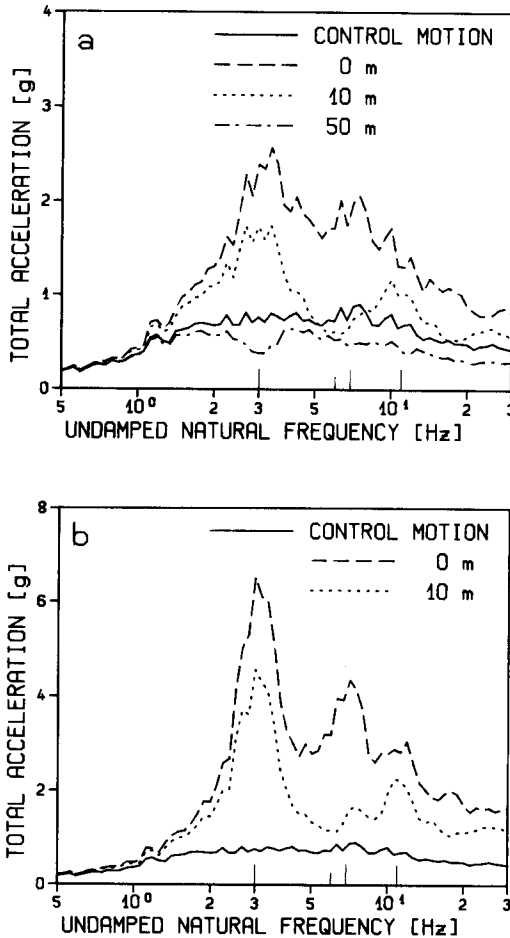 a
CONTROL MOTION
0 m
10 m
50 m
TOTAL ACCELERATION [g]
4
3
2
1
0
5 10⁰ 2 3 5 10¹ 2 3
UNDAMPED NATURAL FREQUENCY [Hz]
b
CONTROL MOTION
0 m
10 m
TOTAL ACCELERATION [g]
8
6
4
2
0
5 10⁰ 2 3 5 10¹ 2 3
UNDAMPED NATURAL FREQUENCY [Hz]